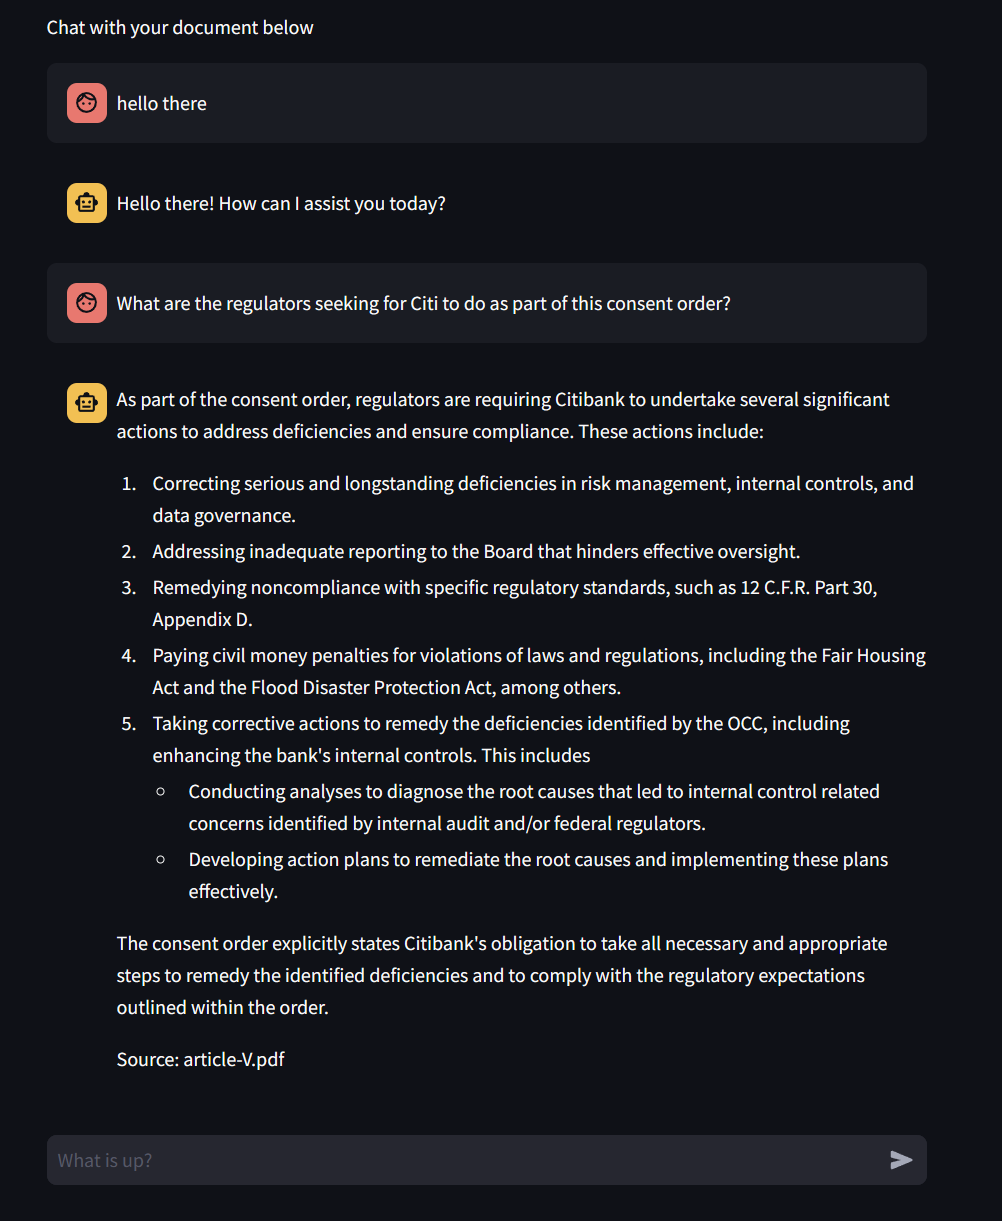 Chat with your document below
hello there
Hello there! How can I assist you today?
What are the regulators seeking for Citi to do as part of this consent order?
As part of the consent order, regulators are requiring Citibank to undertake several significant
actions to address deficiencies and ensure compliance. These actions include:
1. Correcting serious and longstanding deficiencies in risk management, internal controls, and
data governance.
2. Addressing inadequate reporting to the Board that hinders effective oversight.
3. Remedying noncompliance with specific regulatory standards, such as 12 C.F.R. Part 30,
Appendix D.
4. Paying civil money penalties for violations of laws and regulations, including the Fair Housing
Act and the Flood Disaster Protection Act, among others.
5. Taking corrective actions to remedy the deficiencies identified by the OCC, including
enhancing the bank's internal controls. This includes
○ Conducting analyses to diagnose the root causes that led to internal control related
concerns identified by internal audit and/or federal regulators.
○ Developing action plans to remediate the root causes and implementing these plans
effectively.
The consent order explicitly states Citibank's obligation to take all necessary and appropriate
steps to remedy the identified deficiencies and to comply with the regulatory expectations
outlined within the order.
Source: article-V.pdf
What is up?